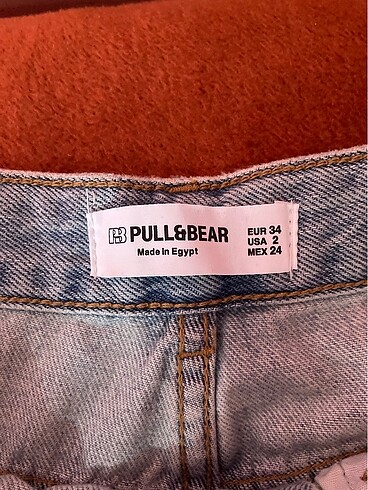 PB PULL&BEAR
Made in Egypt
EUR 34
USA 2
MEX 24